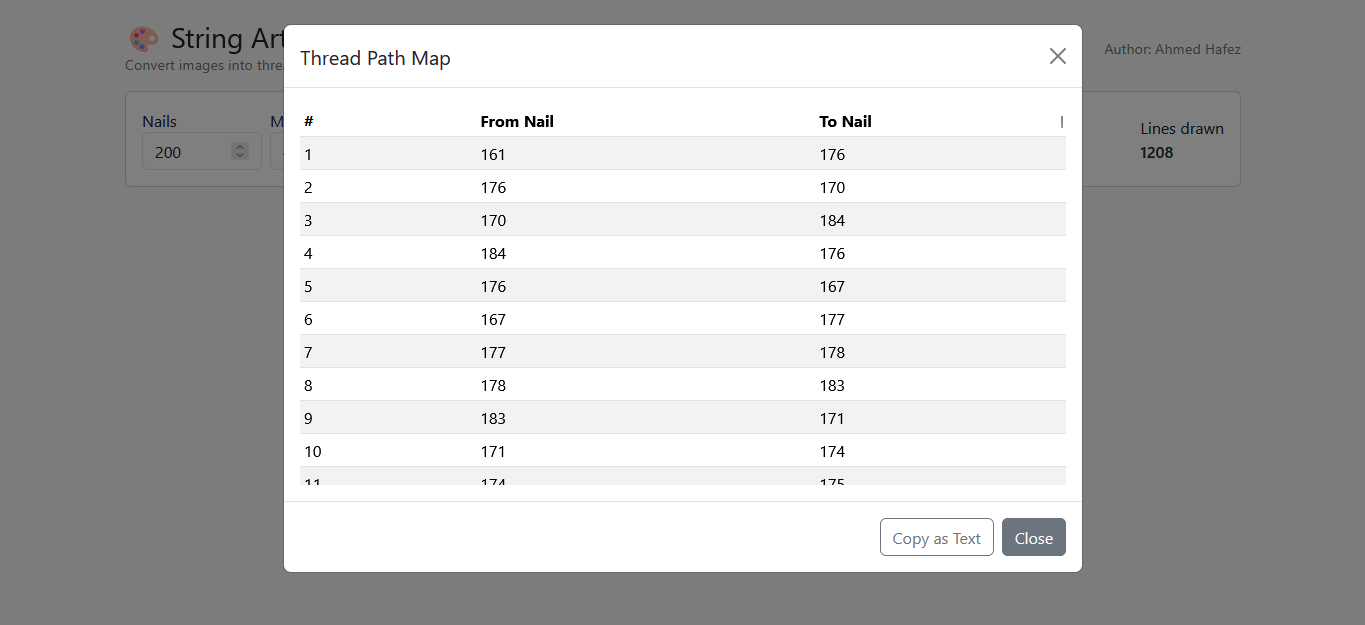 String Art
Convert images into thre
Author: Ahmed Hafez
Nails
200
Lines drawn
1208
Thread Path Map
# From Nail To Nail
1 161 176
2 176 170
3 170 184
4 184 176
5 176 167
6 167 177
7 177 178
8 178 183
9 183 171
10 171 174
11 174 175
Copy as Text Close